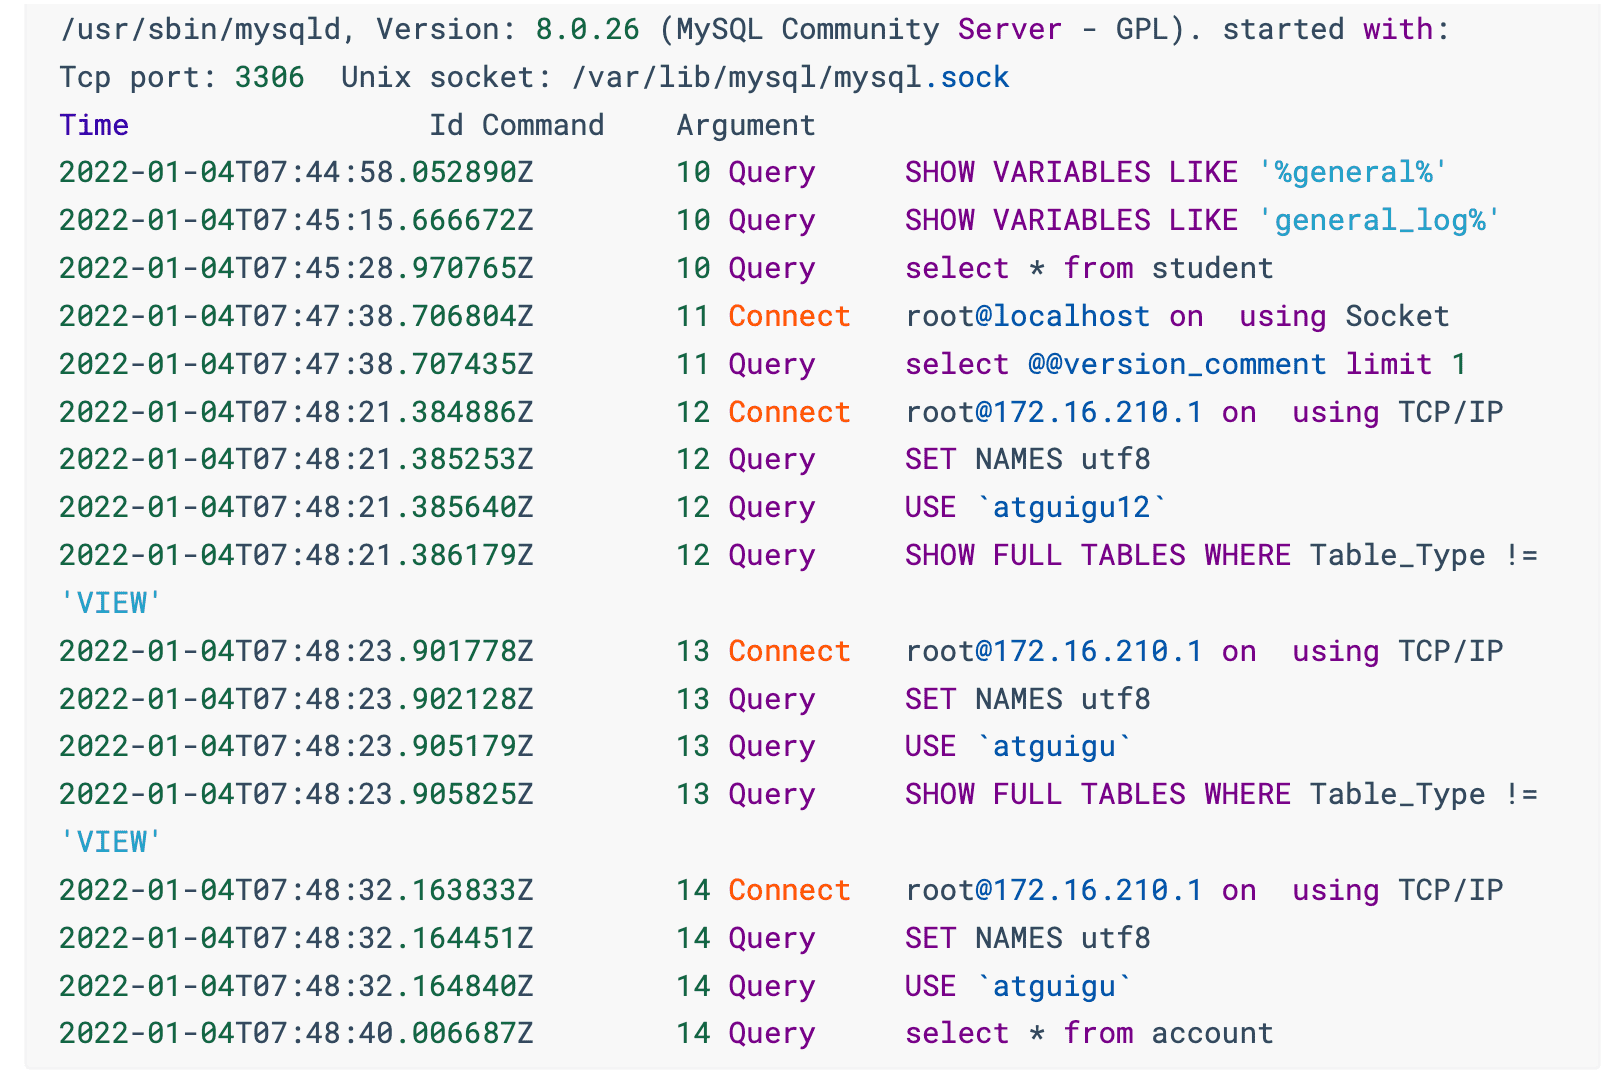 /usr/sbin/mysqld, Version: 8.0.26 (MySQL Community Server - GPL). started with:
Tcp port: 3306  Unix socket: /var/lib/mysql/mysql.sock
Time                 Id Command    Argument
2022-01-04T07:44:58.052890Z        10 Query     SHOW VARIABLES LIKE '%general%'
2022-01-04T07:45:15.666672Z        10 Query     SHOW VARIABLES LIKE 'general_log%'
2022-01-04T07:45:28.970765Z        10 Query     select * from student
2022-01-04T07:47:38.706804Z        11 Connect   root@localhost on  using Socket
2022-01-04T07:47:38.707435Z        11 Query     select @@version_comment limit 1
2022-01-04T07:48:21.384886Z        12 Connect   root@172.16.210.1 on  using TCP/IP
2022-01-04T07:48:21.385253Z        12 Query     SET NAMES utf8
2022-01-04T07:48:21.385640Z        12 Query     USE `atguigu12`
2022-01-04T07:48:21.386179Z        12 Query     SHOW FULL TABLES WHERE Table_Type !=
'VIEW'
2022-01-04T07:48:23.901778Z        13 Connect   root@172.16.210.1 on  using TCP/IP
2022-01-04T07:48:23.902128Z        13 Query     SET NAMES utf8
2022-01-04T07:48:23.905179Z        13 Query     USE `atguigu`
2022-01-04T07:48:23.905825Z        13 Query     SHOW FULL TABLES WHERE Table_Type !=
'VIEW'
2022-01-04T07:48:32.163833Z        14 Connect   root@172.16.210.1 on  using TCP/IP
2022-01-04T07:48:32.164451Z        14 Query     SET NAMES utf8
2022-01-04T07:48:32.164840Z        14 Query     USE `atguigu`
2022-01-04T07:48:40.006687Z        14 Query     select * from account